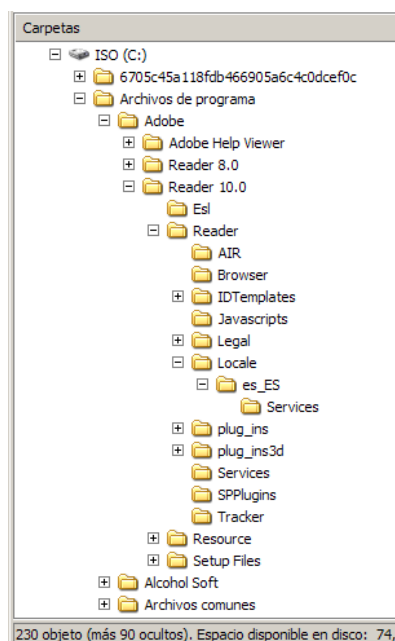 Carpetas
ISO (C:)
6705c45a118fdb466905a6c4c0dcef0c
Archivos de programa
Adobe
Adobe Help Viewer
Reader 8.0
Reader 10.0
Esl
Reader
AIR
Browser
IDTemplates
Javascripts
Legal
Locale
es_ES
Services
plug_ins
plug_ins3d
Services
SPPlugins
Tracker
Resource
Setup Files
Alcohol Soft
Archivos comunes
230 objeto (más 90 ocultos). Espacio disponible en disco: 74,